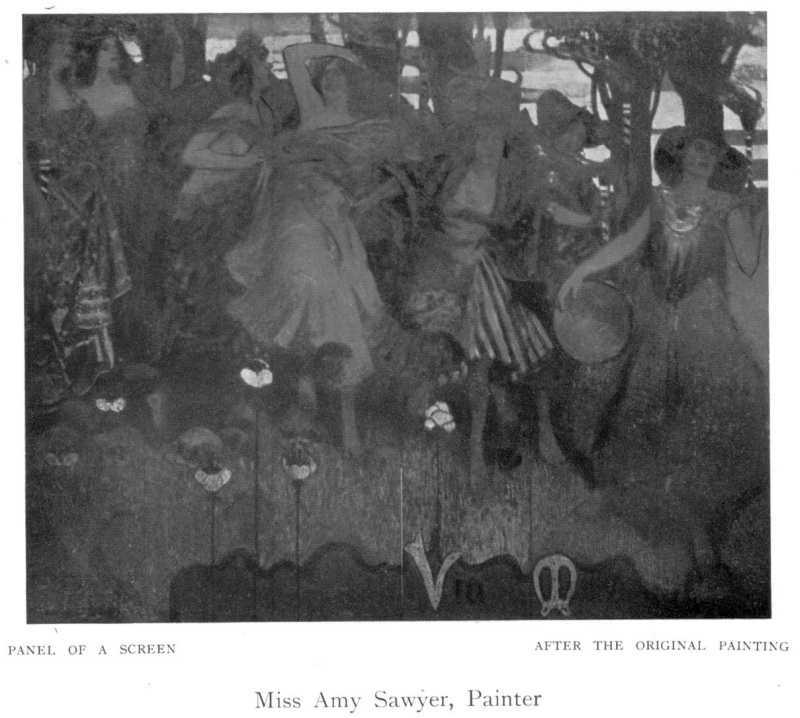 PANEL OF A SCREEN
AFTER THE ORIGINAL PAINTING
Miss Amy Sawyer, Painter